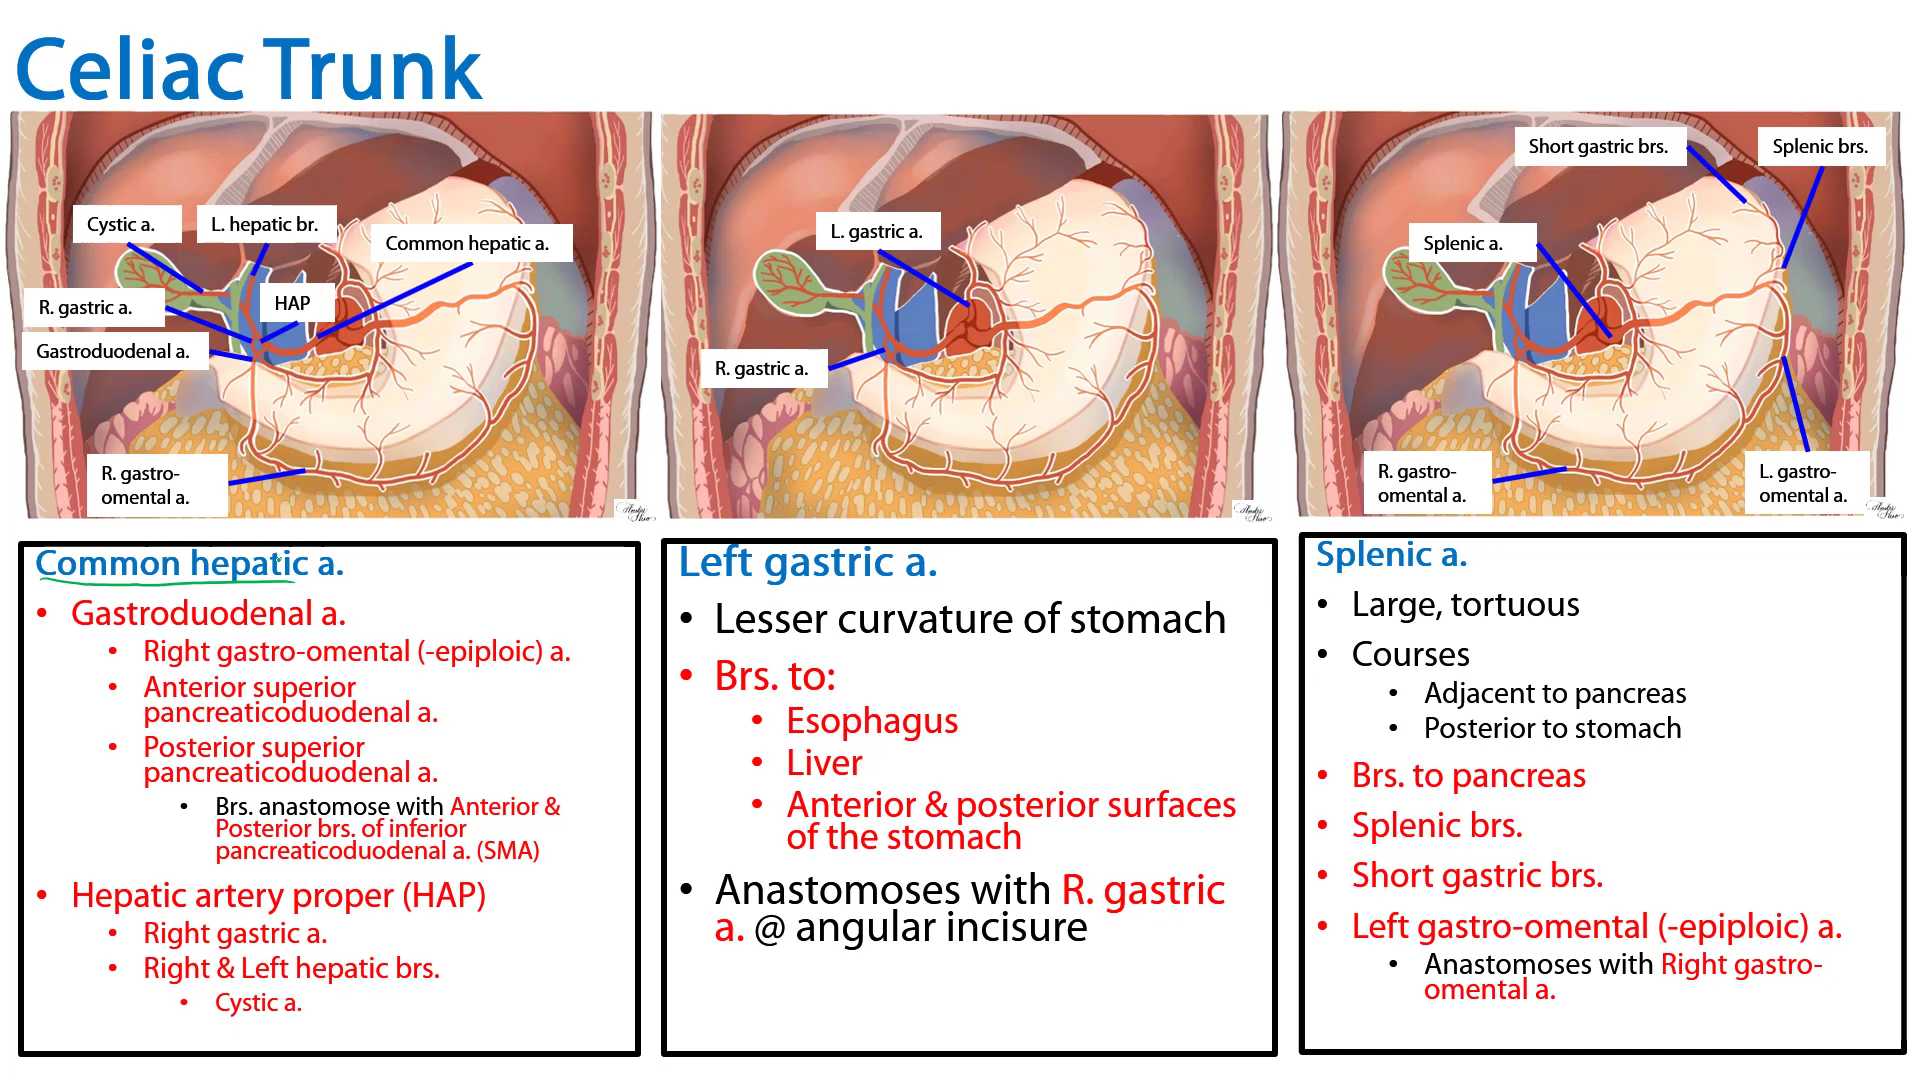 Celiac Trunk
Cystic a.
L. hepatic br.
Common hepatic a.
R. gastric a.
HAP
Gastroduodenal a.
R. gastro-
omental a.
L. gastric a.
R. gastric a.
Short gastric brs.
Splenic brs.
Splenic a.
R. gastro-
omental a.
L. gastro-
omental a.
Common hepatic a.
• Gastroduodenal a.
• Right gastro-omental (-epiploic) a.
• Anterior superior
pancreaticoduodenal a.
• Posterior superior
pancreaticoduodenal a.
• Brs. anastomose with Anterior &
Posterior brs. of inferior
pancreaticoduodenal a. (SMA)
• Hepatic artery proper (HAP)
• Right gastric a.
• Right & Left hepatic brs.
• Cystic a.
Left gastric a.
• Lesser curvature of stomach
• Brs. to:
• Esophagus
• Liver
• Anterior & posterior surfaces
of the stomach
• Anastomoses with R. gastric
a. @ angular incisure
Splenic a.
• Large, tortuous
• Courses
• Adjacent to pancreas
• Posterior to stomach
• Brs. to pancreas
• Splenic brs.
• Short gastric brs.
• Left gastro-omental (-epiploic) a.
• Anastomoses with Right gastro-
omental a.